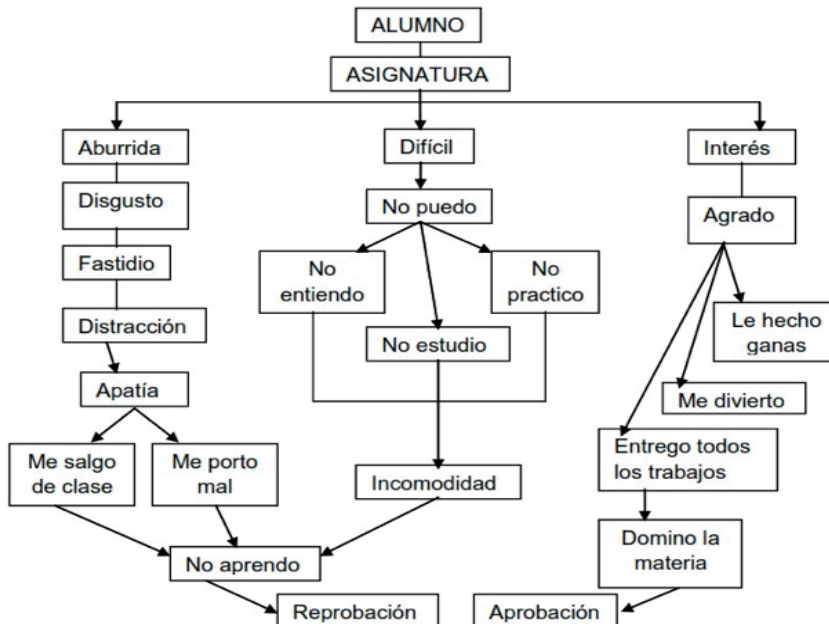 ALUMNO
ASIGNATURA
Aburrida
Difícil
Interés
Disgusto
No puedo
Agrado
Fastidio
No
entiendo
No
practico
Distracción
No estudio
Le hecho
ganas
Apatía
Me divierto
Me salgo
de clase
Me porto
mal
Incomodidad
Entrego todos
los trabajos
No aprendo
Domino la
materia
Reprobación
Aprobación